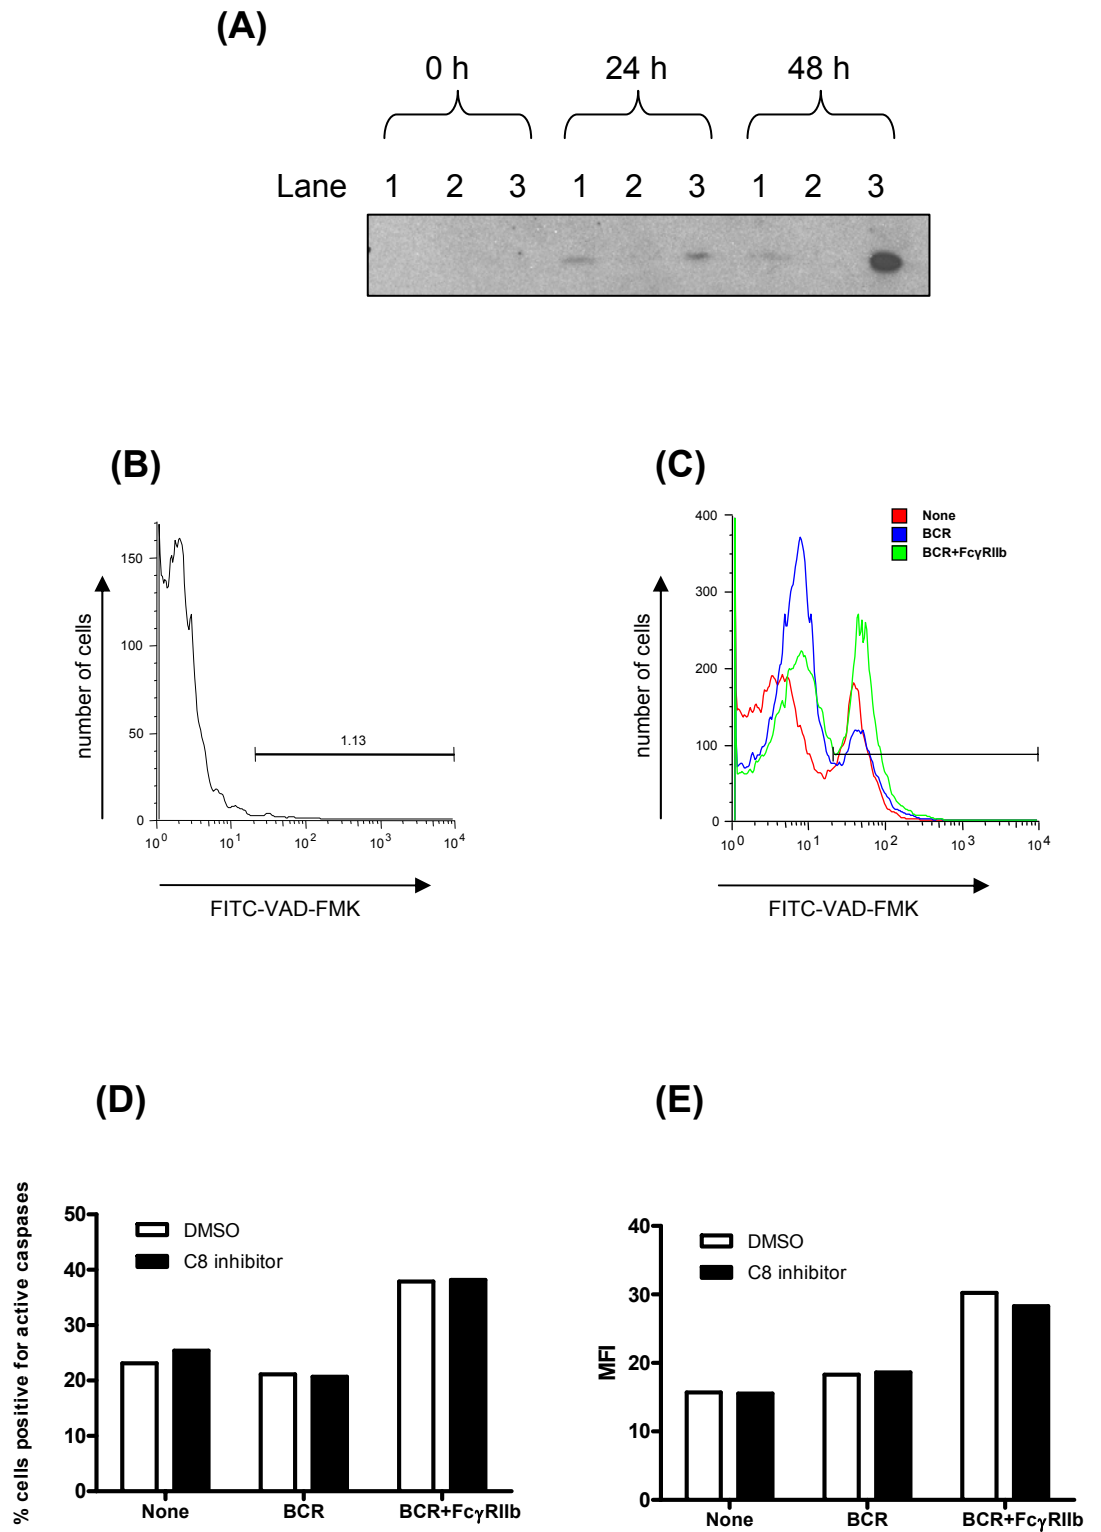 (A)
0 h 24 h 48 h
Lane 1 2 3 1 2 3 1 2 3
(B)
number of cells
150
100
50
0
1.13
10^0 10^1 10^2 10^3 10^4
FITC-VAD-FMK
(C)
number of cells
400
300
200
100
0
None
BCR
BCR+FcγRIIb
10^0 10^1 10^2 10^3 10^4
FITC-VAD-FMK
(D)
% cells positive for active caspases
50
40
30
20
10
0
DMSO
C8 inhibitor
None BCR BCR+FcγRIIb
(E)
MFI
40
30
20
10
0
DMSO
C8 inhibitor
None BCR BCR+FcγRIIb